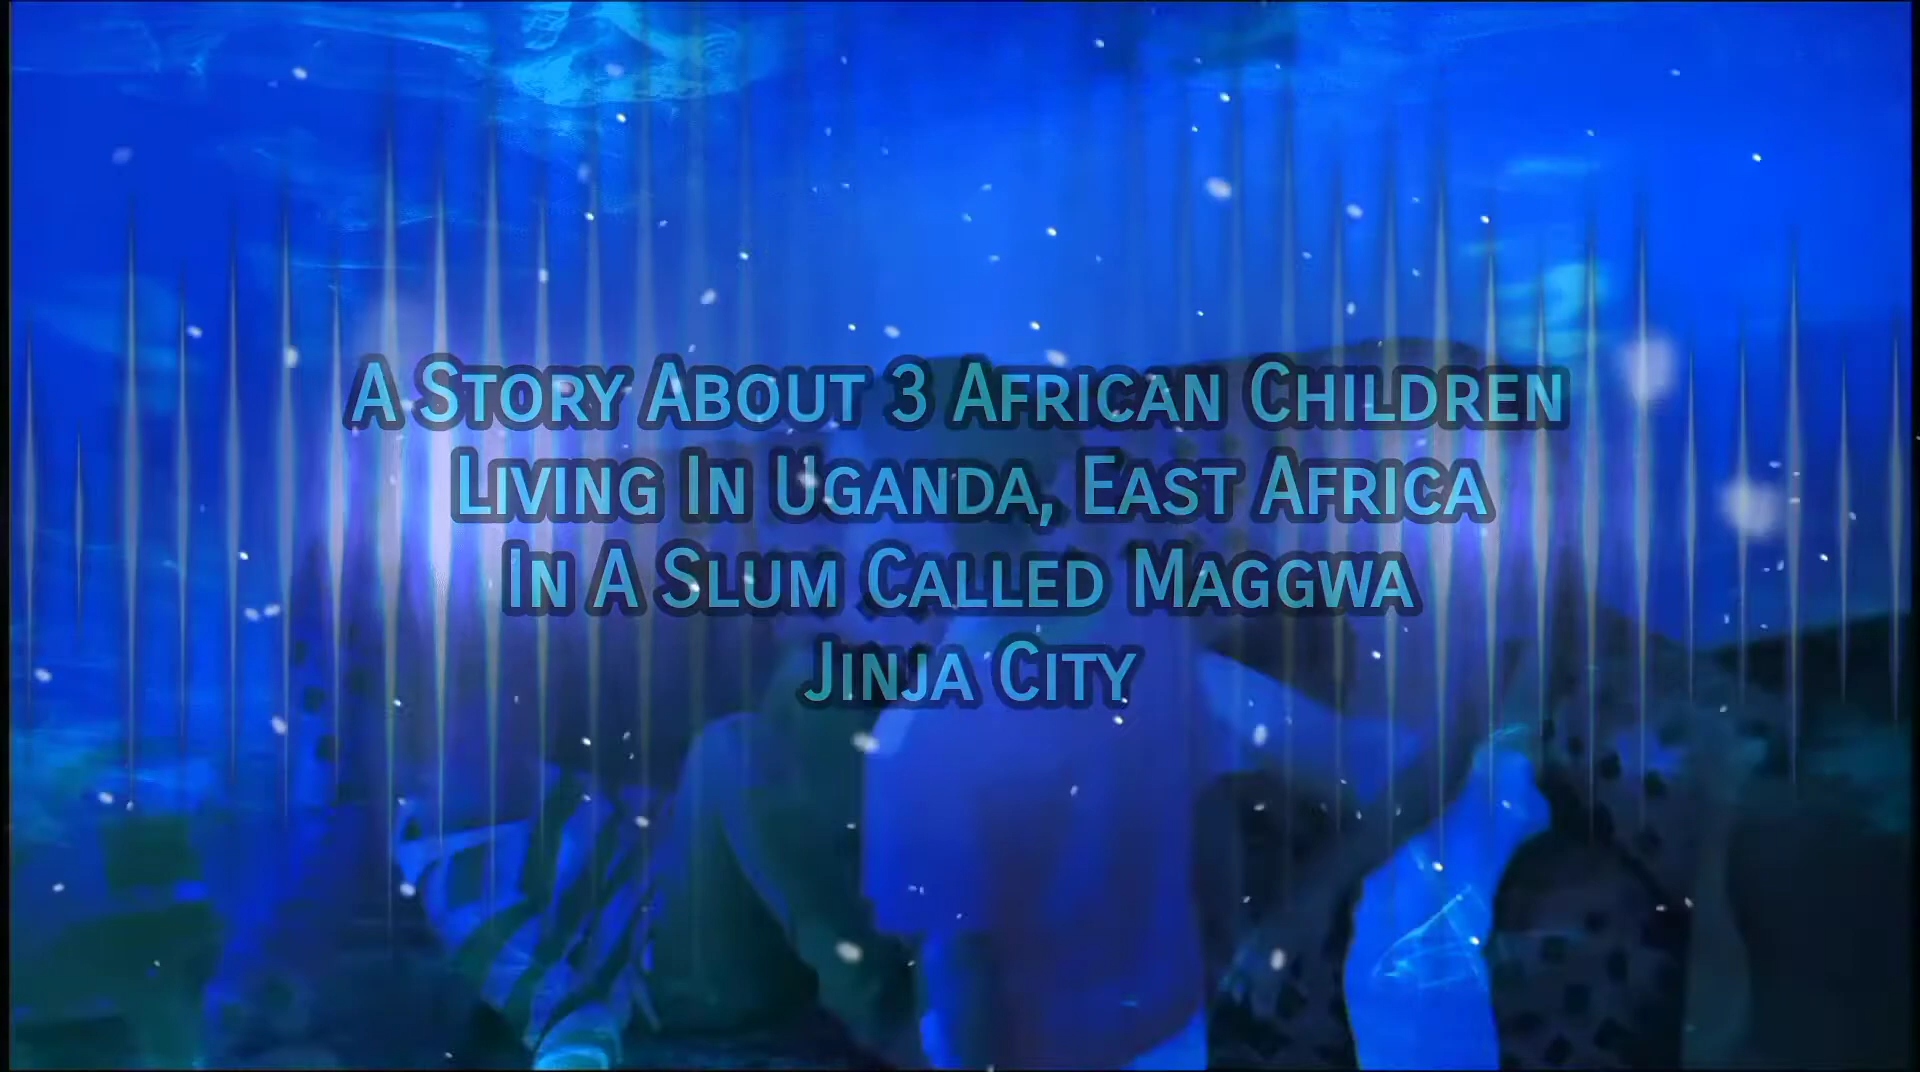 A Story About 3 African Children
Living In Uganda, East Africa
In A Slum Called Maggwa
Jinja City